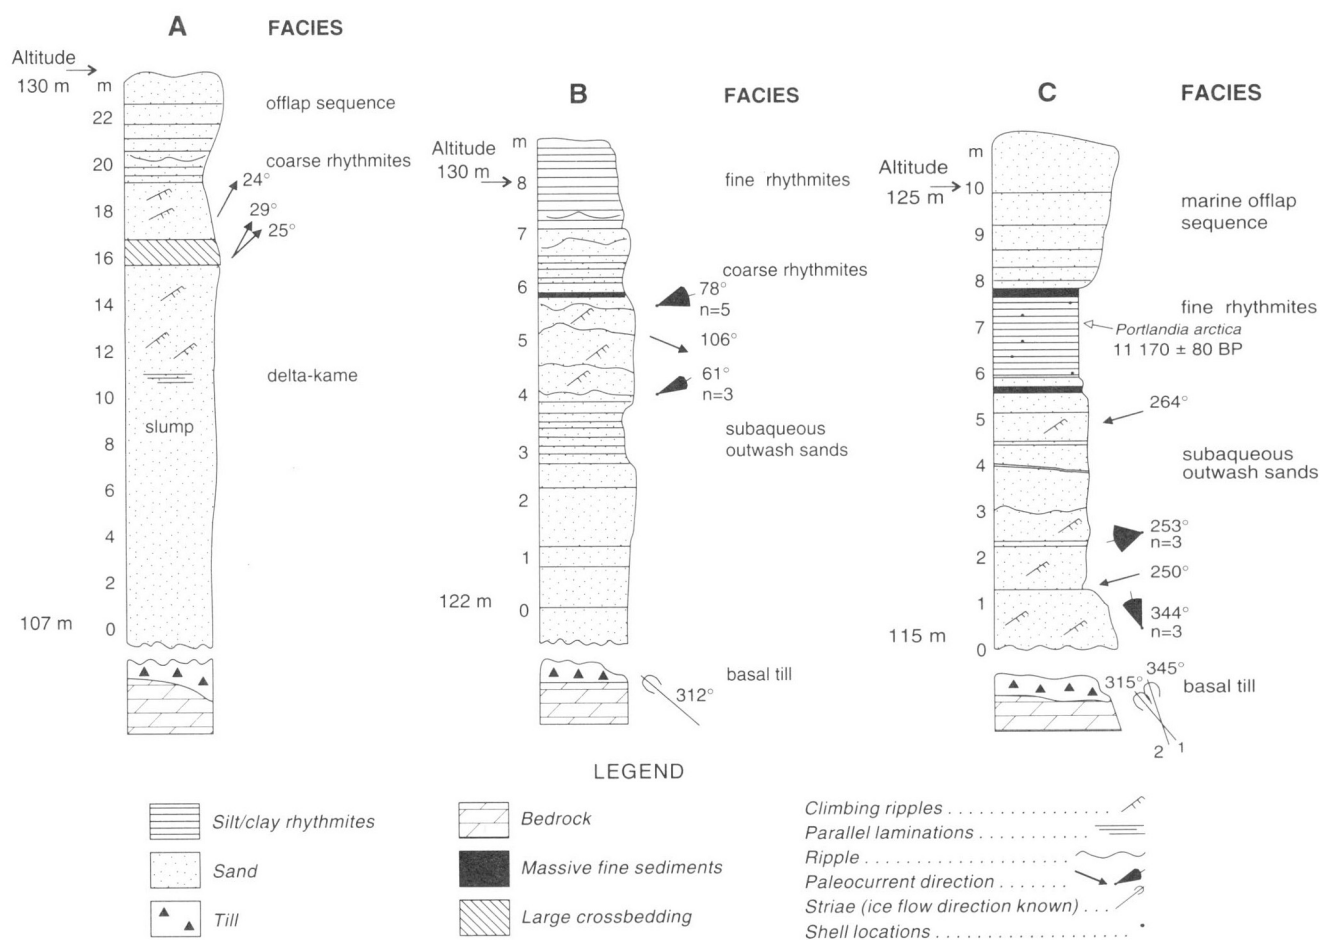 A FACIES
Altitude
130 m
m
22
20
18
16
14
12
10
8
6
4
2
0
107 m
offlap sequence
coarse rhythmites
24°
29°
25°
delta-kame
slump
B FACIES
Altitude
130 m
m
8
7
6
5
4
3
2
1
0
122 m
fine rhythmites
coarse rhythmites
78°
n=5
106°
61°
n=3
subaqueous
outwash sands
basal till
312°
C FACIES
Altitude
125 m
m
10
9
8
7
6
5
4
3
2
1
0
115 m
marine offlap
sequence
fine rhythmites
Portlandia arctica
11 170 ± 80 BP
264°
subaqueous
outwash sands
253°
n=3
250°
344°
n=3
345°
315°
basal till
2 1
LEGEND
Silt/clay rhythmites
Sand
Till
Bedrock
Massive fine sediments
Large crossbedding
Climbing ripples . . . . . . . . . . . . . . .
Parallel laminations . . . . . . . . . . .
Ripple . . . . . . . . . . . . . . . . . . . . .
Paleocurrent direction . . . . . . .
Striae (ice flow direction known) . . .
Shell locations . . . . . . . . . . . . . . . . . .